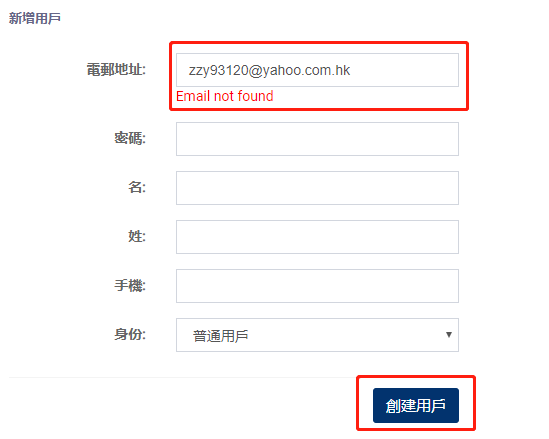 新增用戶
電郵地址: zzy93120@yahoo.com.hk
Email not found
密碼:
名:
姓:
手機:
身份: 普通用戶
創建用戶